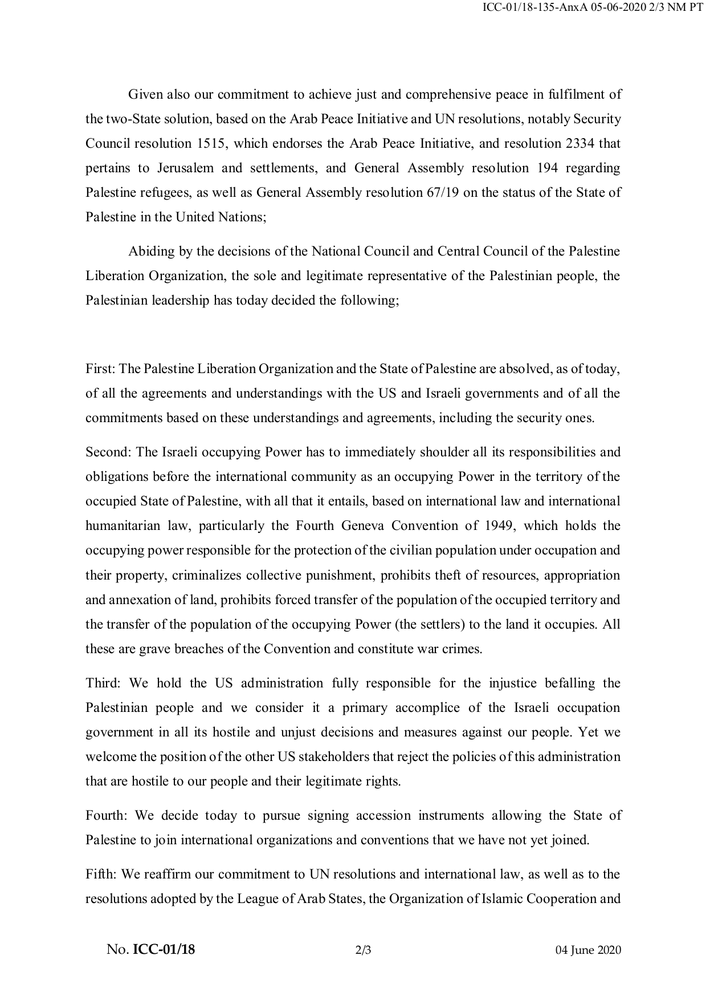 ICC-01/18-135-AnxA 05-06-2020 2/3 NM PT
Given also our commitment to achieve just and comprehensive peace in fulfilment of
the two-State solution, based on the Arab Peace Initiative and UN resolutions, notably Security
Council resolution 1515, which endorses the Arab Peace Initiative, and resolution 2334 that
pertains to Jerusalem and settlements, and General Assembly resolution 194 regarding
Palestine refugees, as well as General Assembly resolution 67/19 on the status of the State of
Palestine in the United Nations;
Abiding by the decisions of the National Council and Central Council of the Palestine
Liberation Organization, the sole and legitimate representative of the Palestinian people, the
Palestinian leadership has today decided the following;
First: The Palestine Liberation Organization and the State of Palestine are absolved, as of today,
of all the agreements and understandings with the US and Israeli governments and of all the
commitments based on these understandings and agreements, including the security ones.
Second: The Israeli occupying Power has to immediately shoulder all its responsibilities and
obligations before the international community as an occupying Power in the territory of the
occupied State of Palestine, with all that it entails, based on international law and international
humanitarian law, particularly the Fourth Geneva Convention of 1949, which holds the
occupying power responsible for the protection of the civilian population under occupation and
their property, criminalizes collective punishment, prohibits theft of resources, appropriation
and annexation of land, prohibits forced transfer of the population of the occupied territory and
the transfer of the population of the occupying Power (the settlers) to the land it occupies. All
these are grave breaches of the Convention and constitute war crimes.
Third: We hold the US administration fully responsible for the injustice befalling the
Palestinian people and we consider it a primary accomplice of the Israeli occupation
government in all its hostile and unjust decisions and measures against our people. Yet we
welcome the position of the other US stakeholders that reject the policies of this administration
that are hostile to our people and their legitimate rights.
Fourth: We decide today to pursue signing accession instruments allowing the State of
Palestine to join international organizations and conventions that we have not yet joined.
Fifth: We reaffirm our commitment to UN resolutions and international law, as well as to the
resolutions adopted by the League of Arab States, the Organization of Islamic Cooperation and
No. ICC-01/18 2/3 04 June 2020